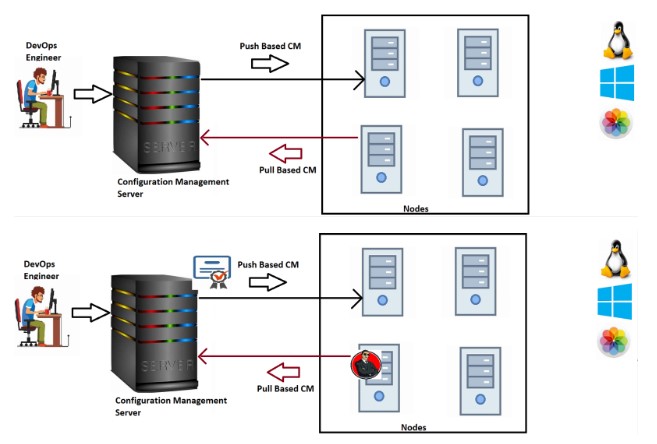 Push Based CM
DevOps
Engineer
SERVER
Pull Based CM
Configuration Management
Server
Nodes
Push Based CM
DevOps
Engineer
SERVER
Pull Based CM
Configuration Management
Server
Nodes